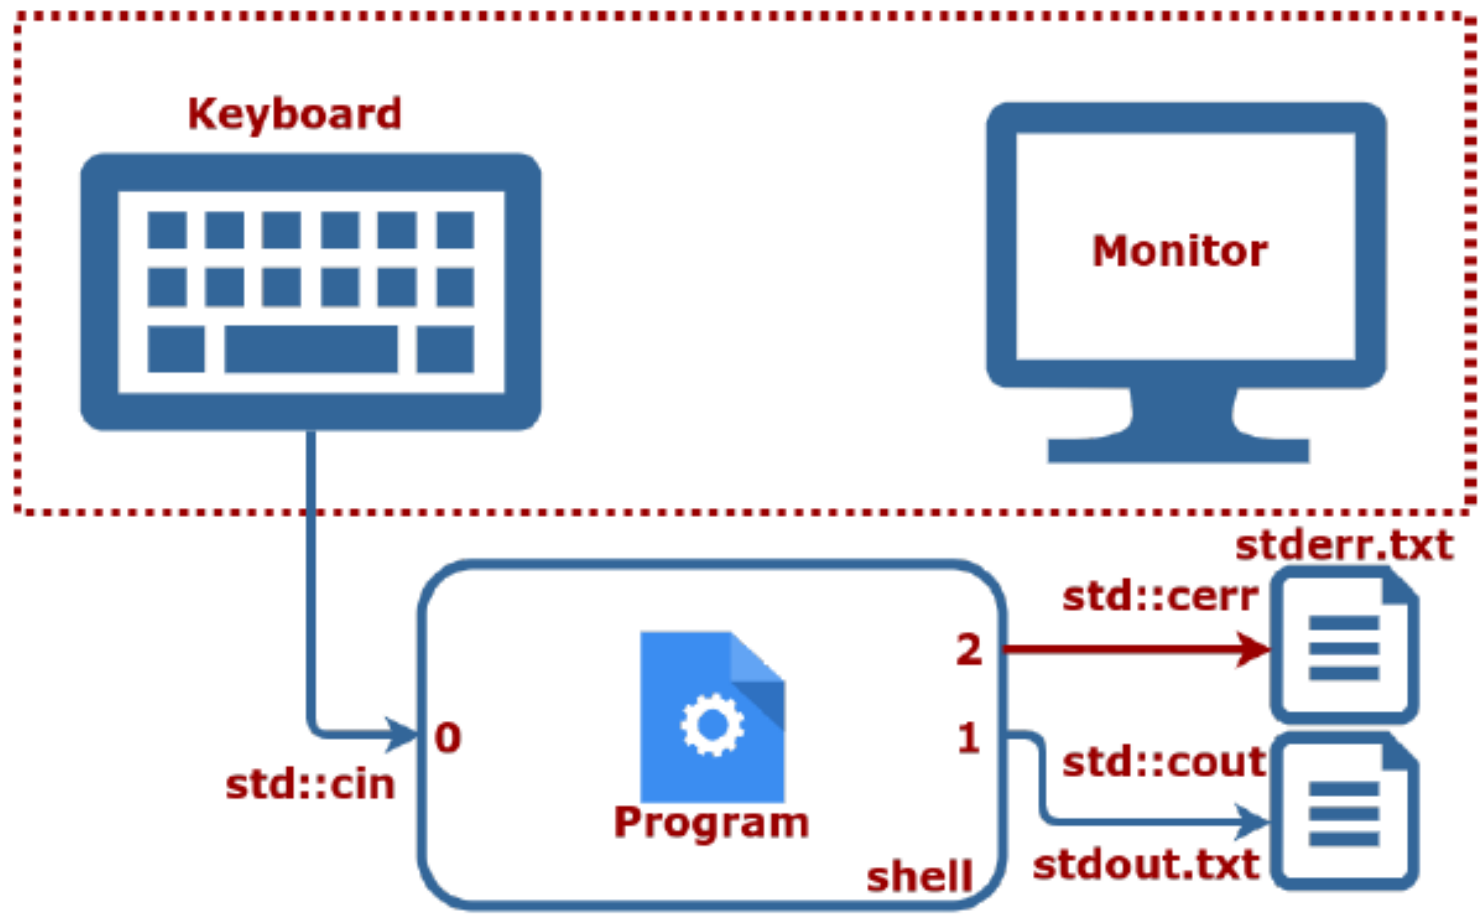 Keyboard
Monitor
stderr.txt
std::cerr
2
0
1
std::cin
std::cout
Program
stdout.txt
shell